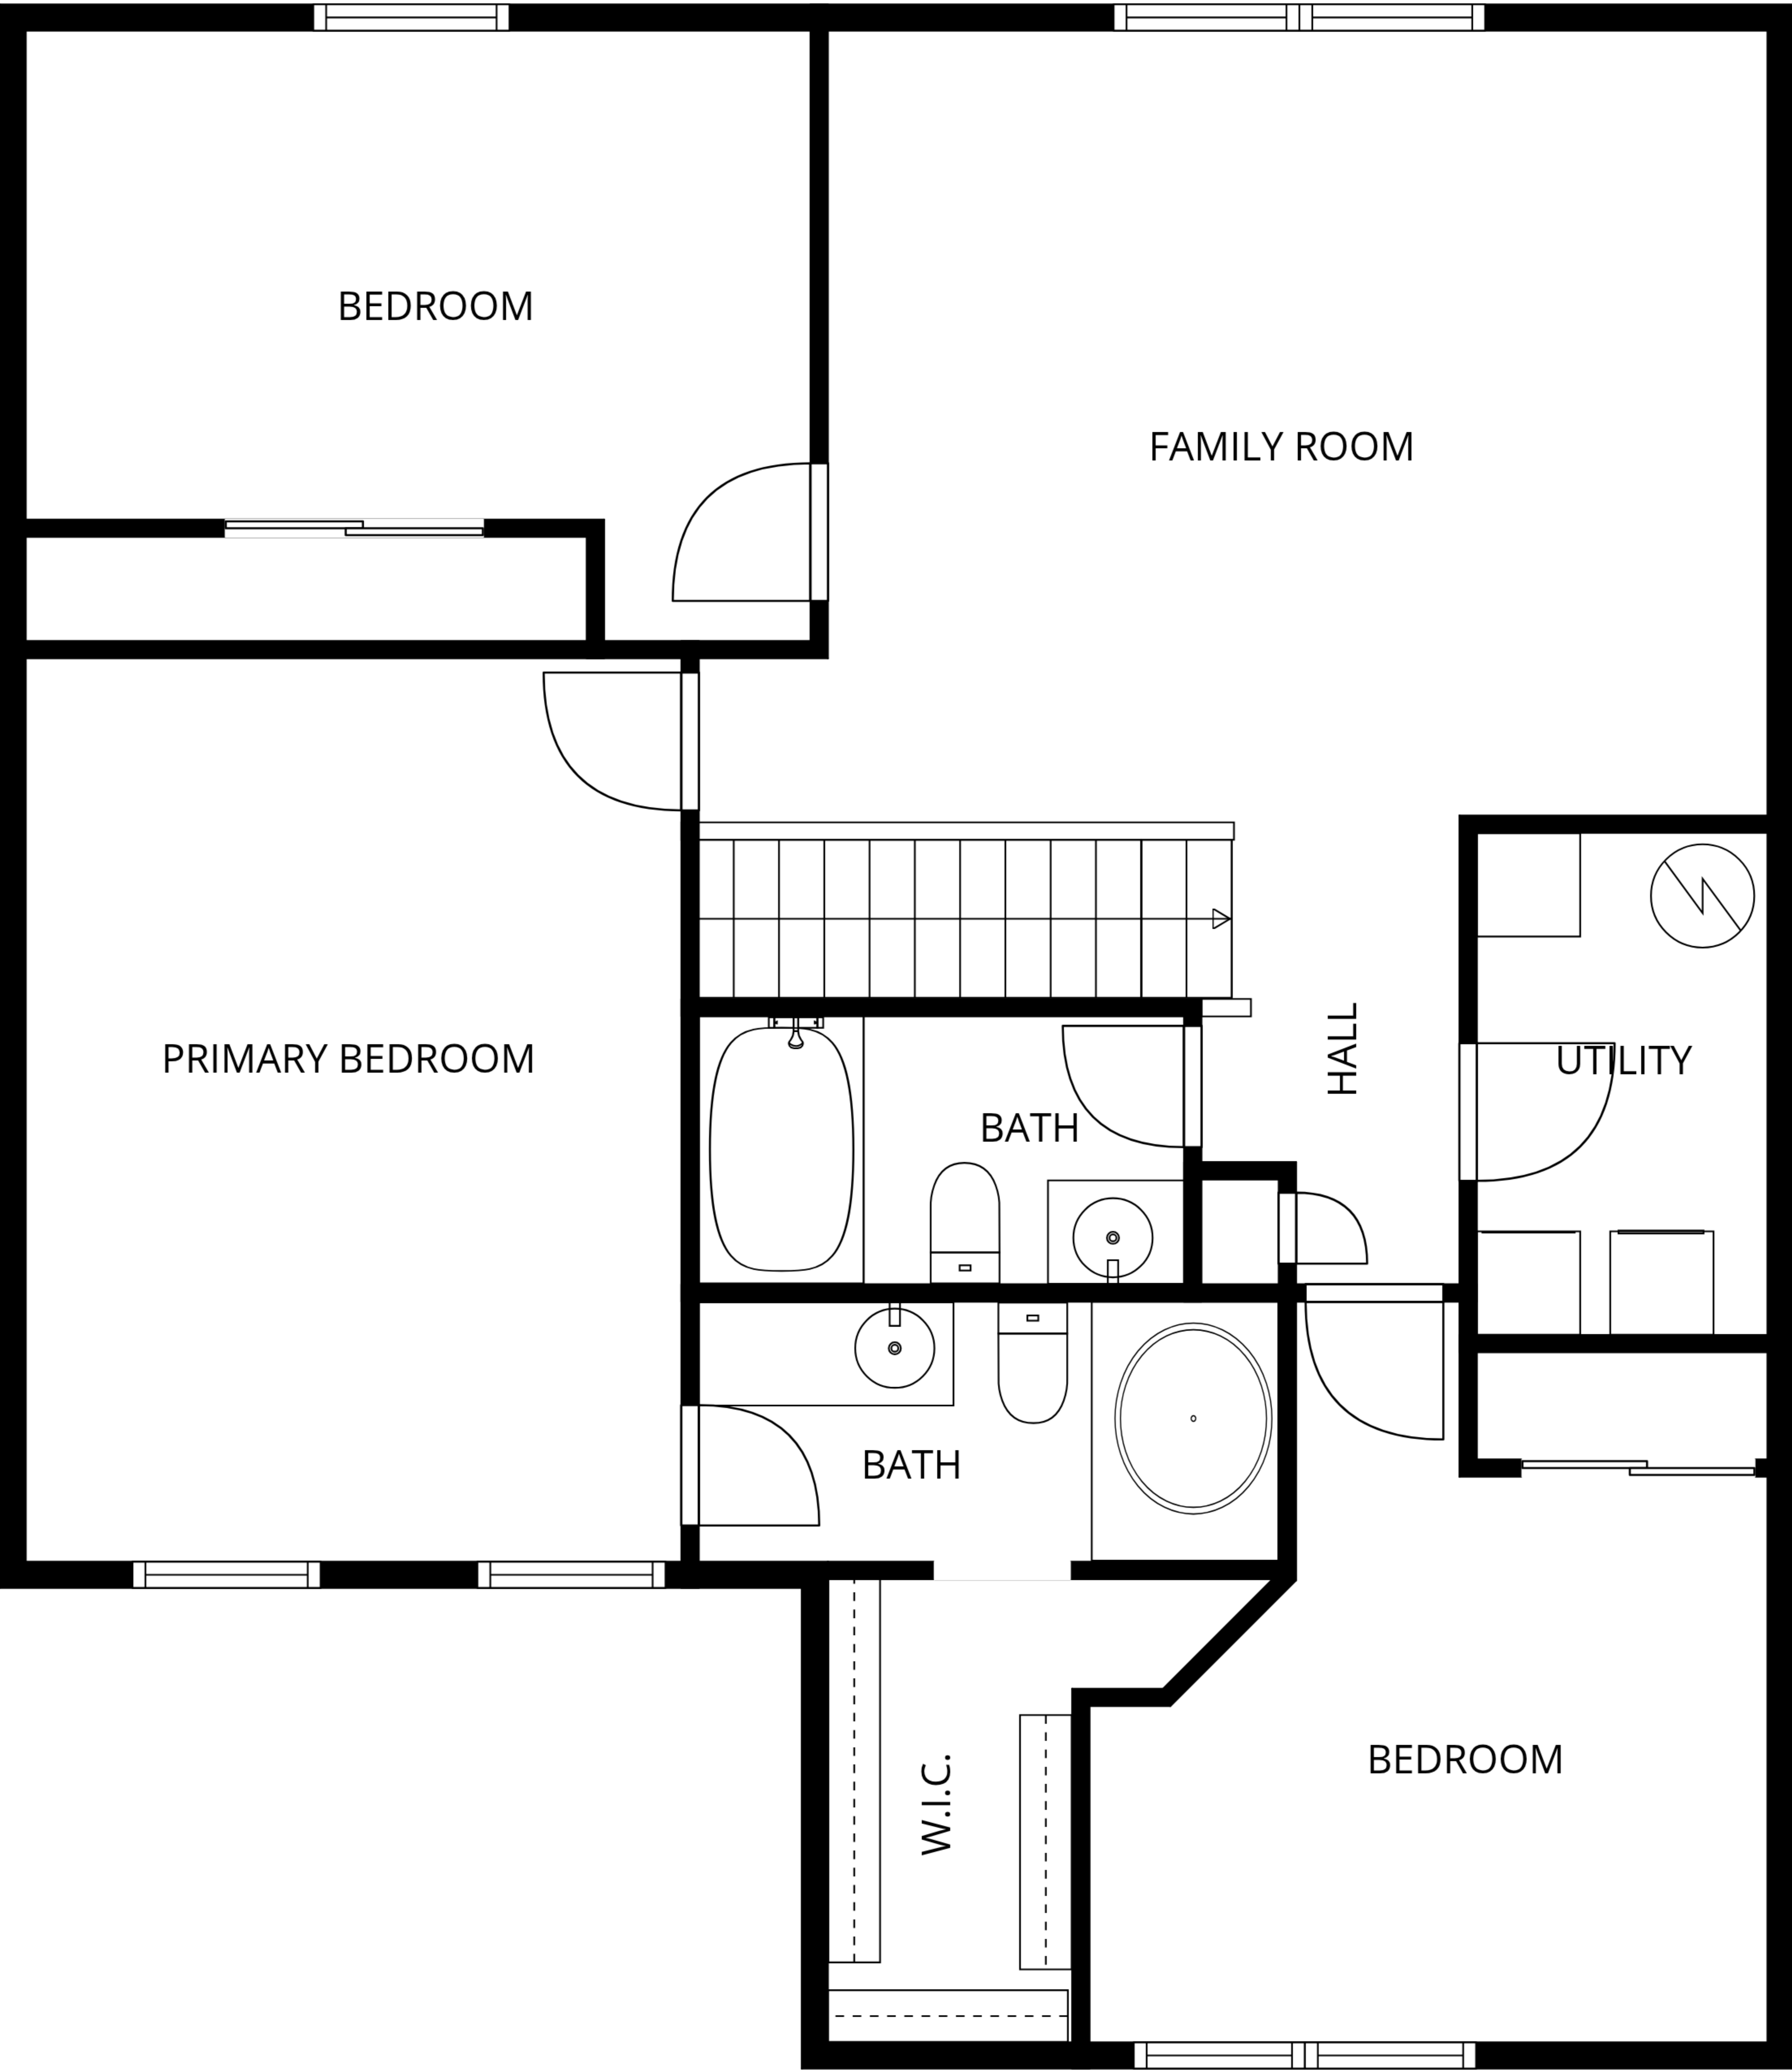 BEDROOM
FAMILY ROOM
PRIMARY BEDROOM
HALL
UTILITY
BATH
BATH
W.I.C.
BEDROOM